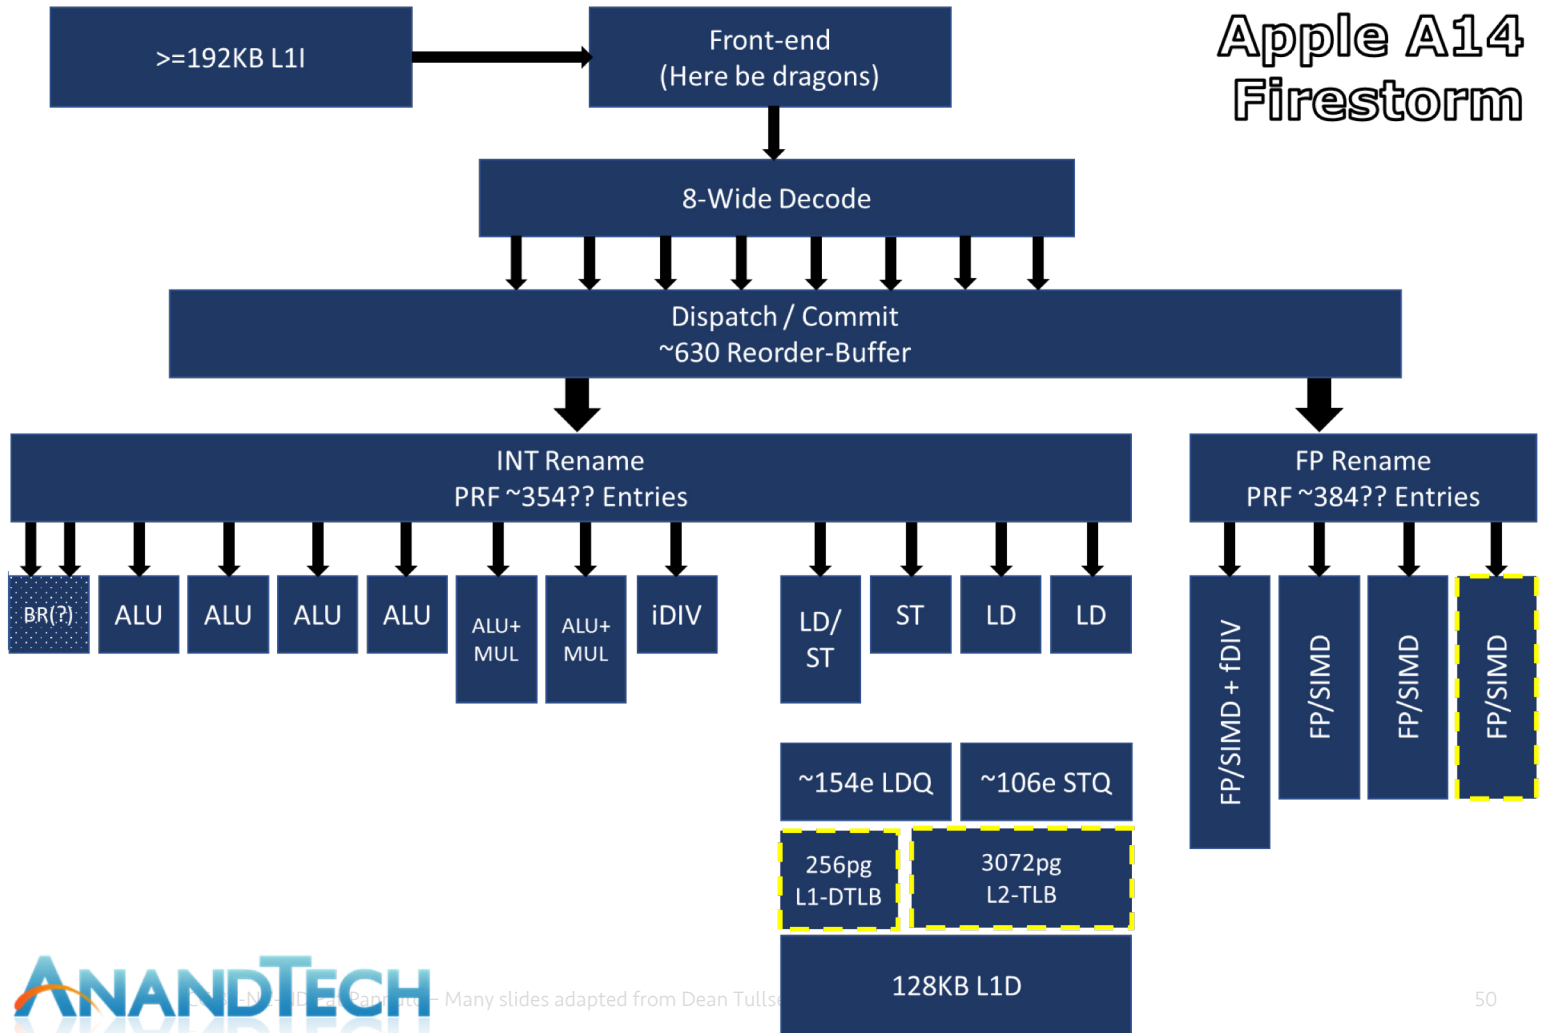 Apple A14
Firestorm
>=192KB L1I
Front-end
(Here be dragons)
8-Wide Decode
Dispatch / Commit
~630 Reorder-Buffer
INT Rename
PRF ~354?? Entries
FP Rename
PRF ~384?? Entries
BR(?)
ALU
ALU
ALU
ALU
ALU+
MUL
ALU+
MUL
iDIV
LD/
ST
ST
LD
LD
FP/SIMD + fDIV
FP/SIMD
FP/SIMD
FP/SIMD
~154e LDQ
~106e STQ
256pg
L1-DTLB
3072pg
L2-TLB
128KB L1D
ANANDTECH
– Many slides adapted from Dean
50